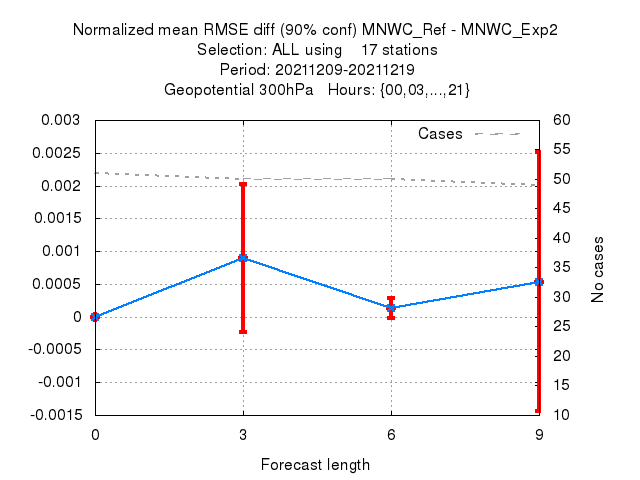 Normalized mean RMSE diff (90% conf) MNWC_Ref - MNWC_Exp2
Selection: ALL using    17 stations
Period: 20211209-20211219
Geopotential 300hPa   Hours: {00,03,...,21}
Cases
0.003
0.0025
0.002
0.0015
0.001
0.0005
0
-0.0005
-0.001
-0.0015
60
55
50
45
40
35
30
25
20
15
10
No cases
0 3 6 9
Forecast length